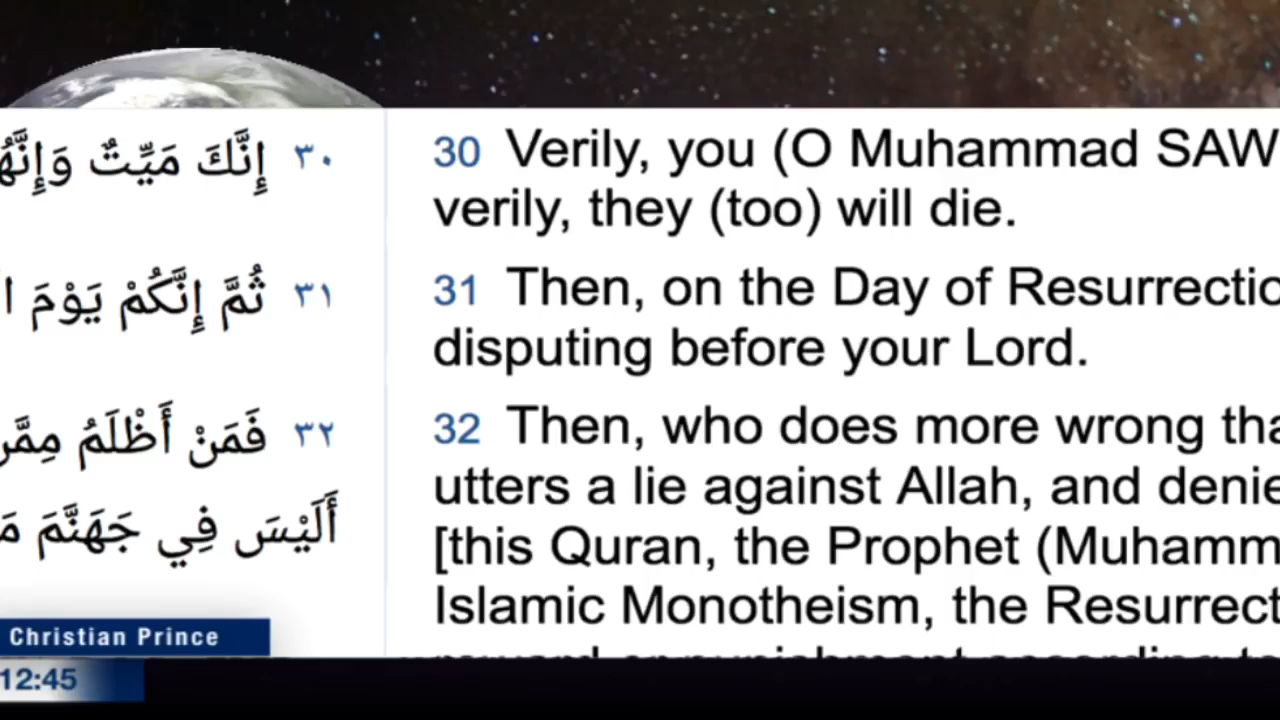 إِنَّكَ مَيِّتٌ ٣٠
ثُمَّ إِنَّكُمْ يَوْمَ ٣١
فَمَنْ أَظْلَمُ ٣٢
أَلَيْسَ فِي جَهَنَّمَ
30 Verily, you (O Muhammad SAW
verily, they (too) will die.
31 Then, on the Day of Resurrectio
disputing before your Lord.
32 Then, who does more wrong tha
utters a lie against Allah, and denie
[this Quran, the Prophet (Muhamm
Islamic Monotheism, the Resurrect
Christian Prince
12:45